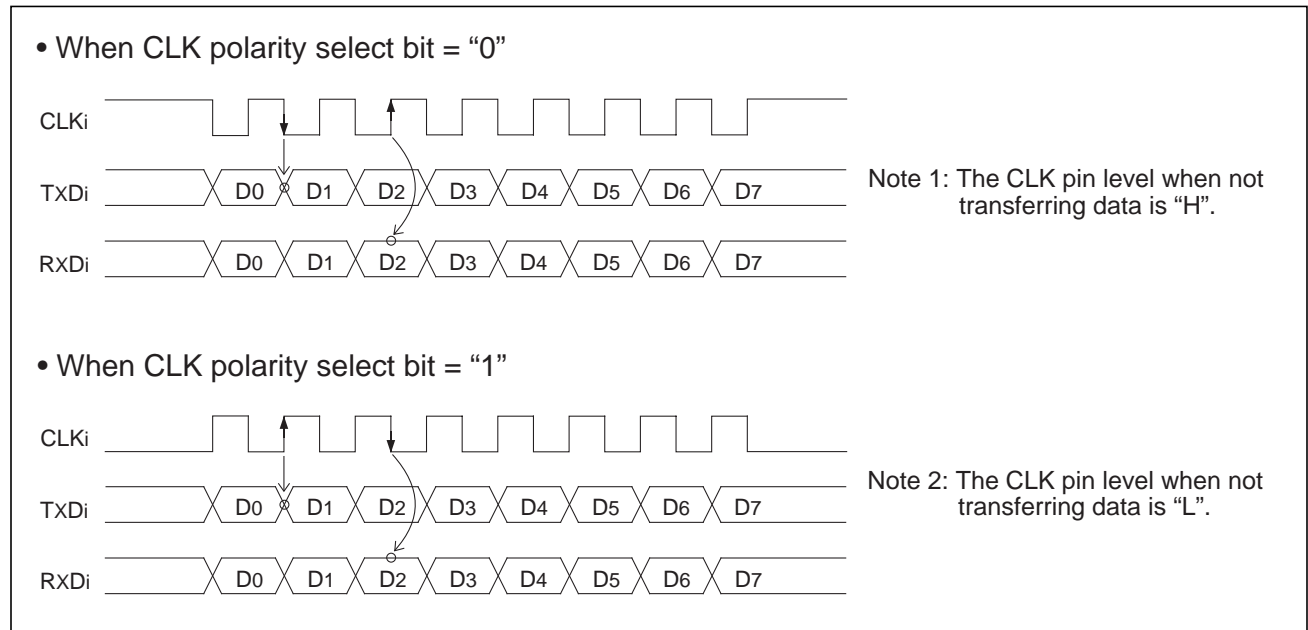 • When CLK polarity select bit = “0”
CLKi
TXDi D0 D1 D2 D3 D4 D5 D6 D7
RXDi D0 D1 D2 D3 D4 D5 D6 D7
Note 1: The CLK pin level when not
transferring data is “H”.
• When CLK polarity select bit = “1”
CLKi
TXDi D0 D1 D2 D3 D4 D5 D6 D7
RXDi D0 D1 D2 D3 D4 D5 D6 D7
Note 2: The CLK pin level when not
transferring data is “L”.